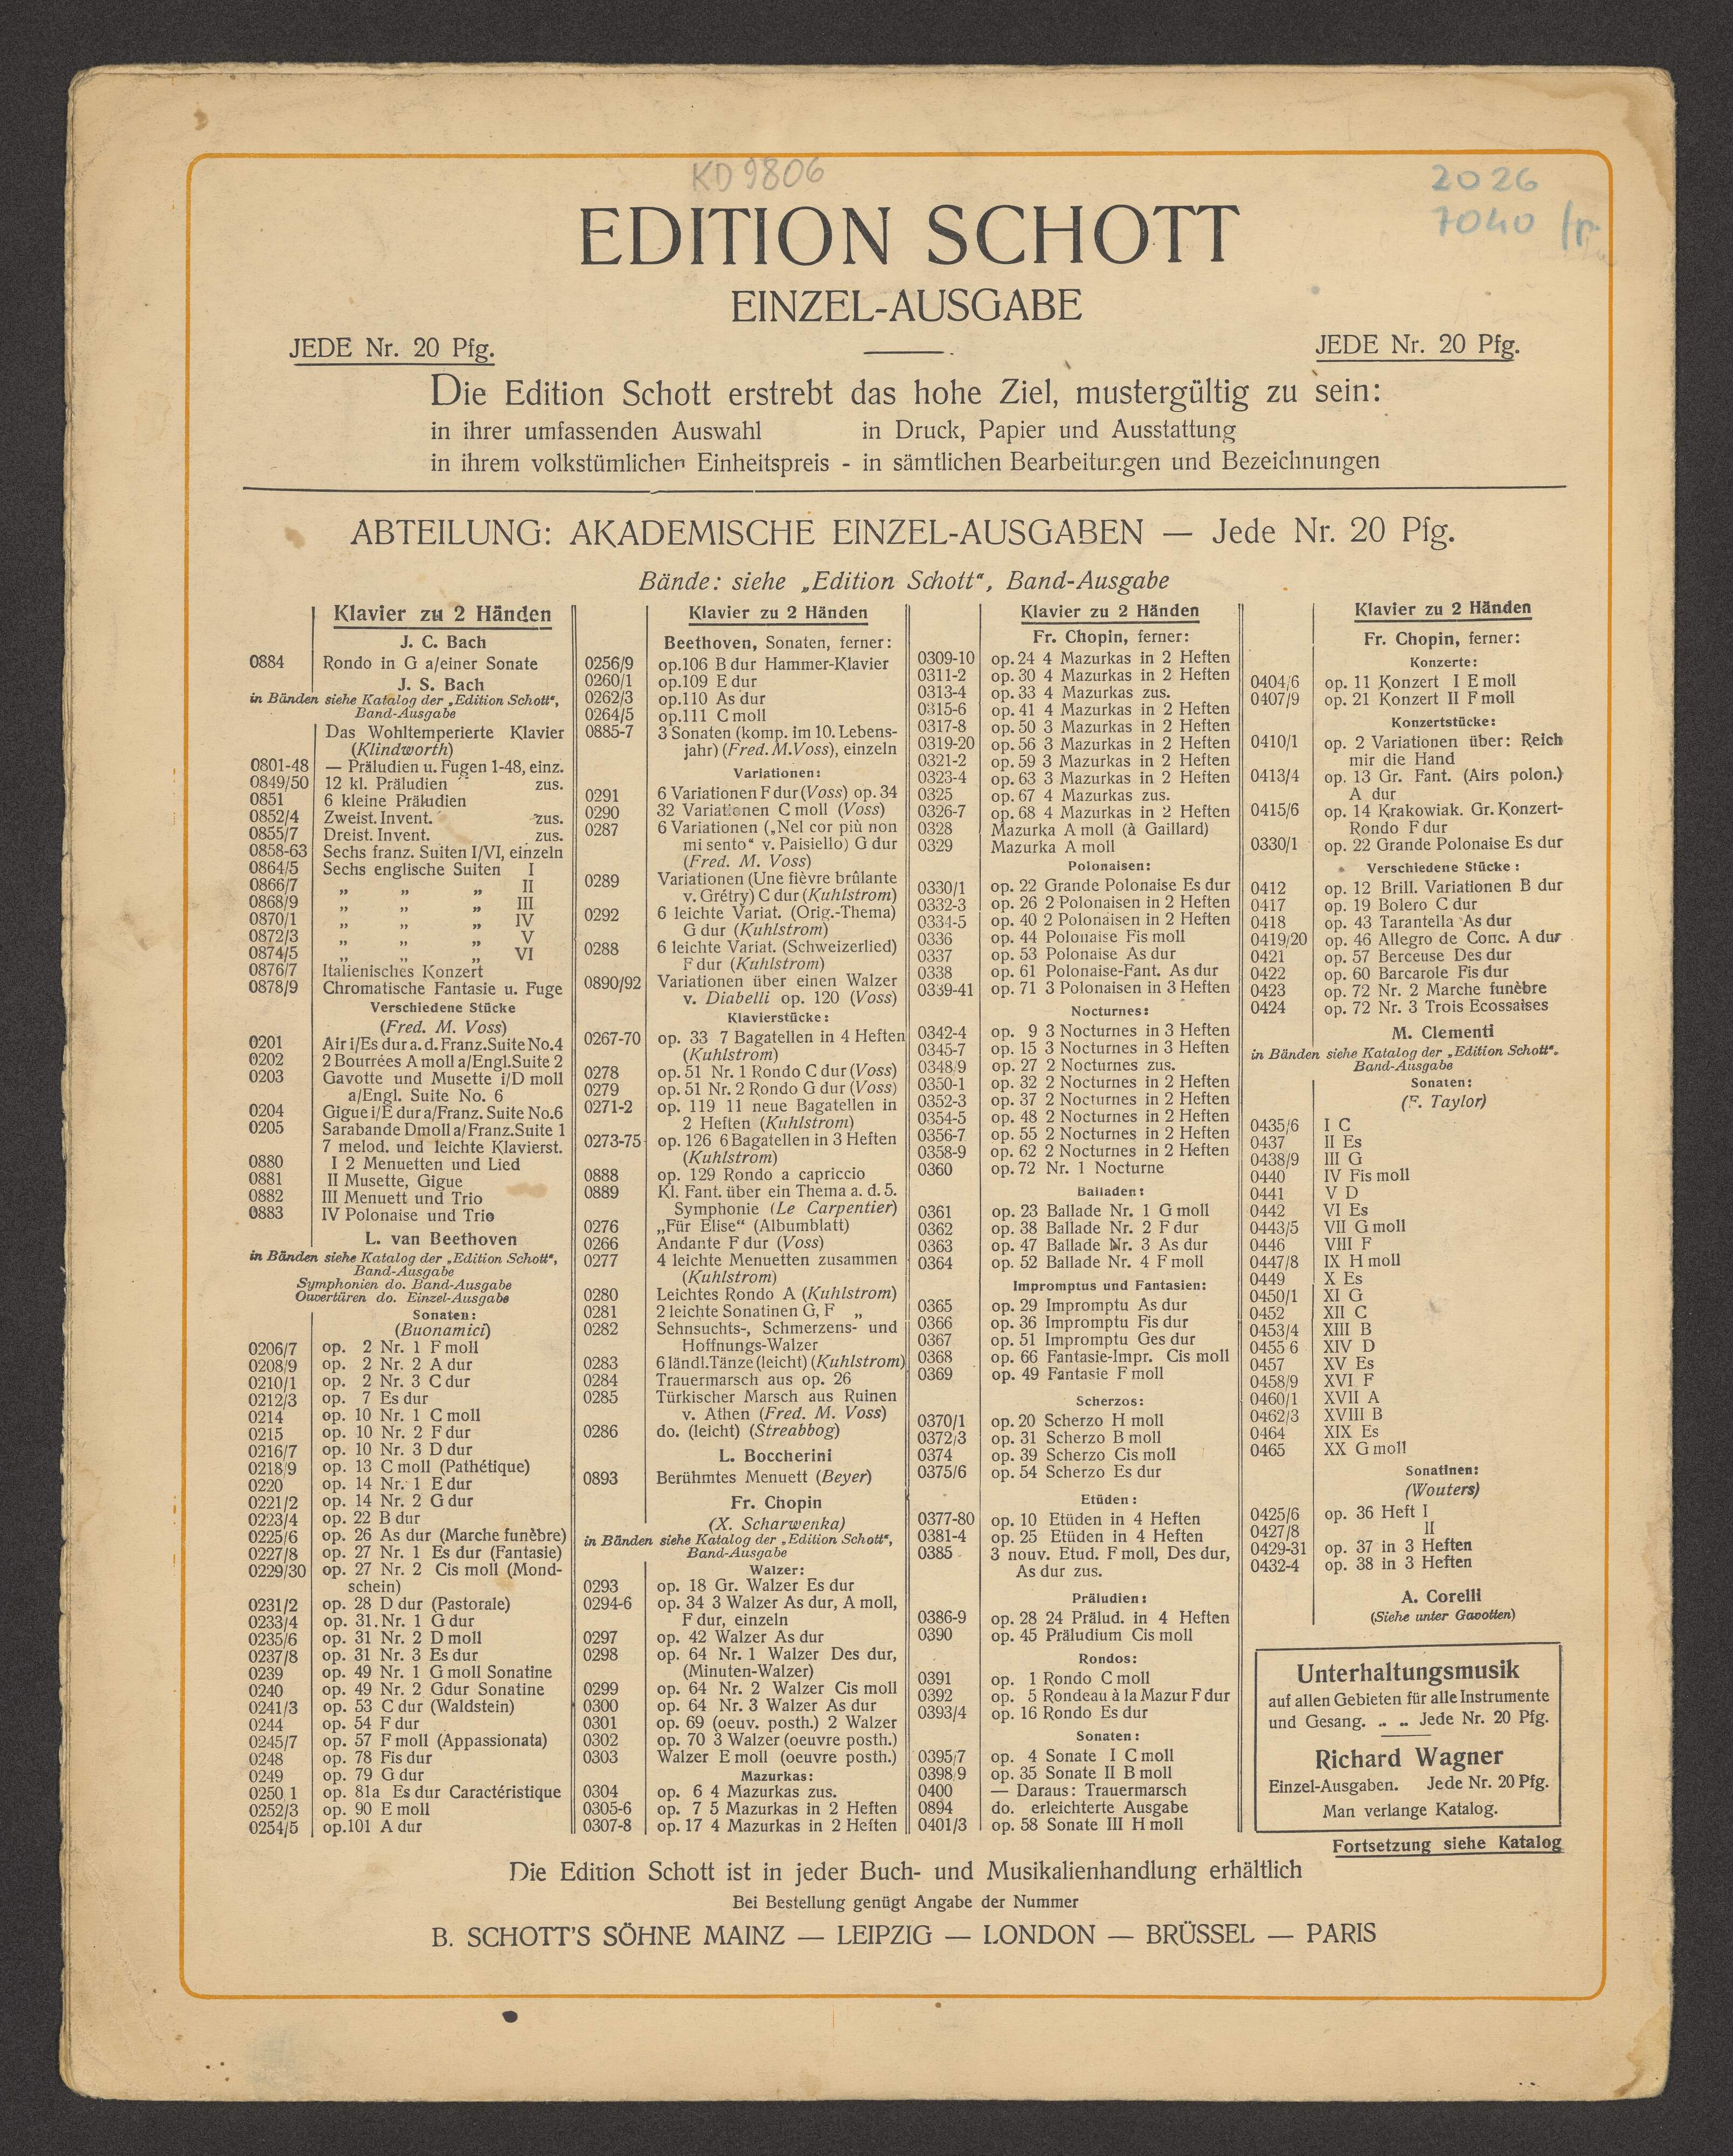 KD 9806
2026
7040 /r.
EDITION SCHOTT
EINZEL-AUSGABE
JEDE Nr. 20 Pfg.
JEDE Nr. 20 Pfg.
Die Edition Schott erstrebt das hohe Ziel, mustergültig zu sein:
in ihrer umfassenden Auswahl in Druck, Papier und Ausstattung
in ihrem volkstümlichen Einheitspreis - in sämtlichen Bearbeitungen und Bezeichnungen
ABTEILUNG: AKADEMISCHE EINZEL-AUSGABEN — Jede Nr. 20 Pfg.
Bände: siehe „Edition Schott“, Band-Ausgabe
Klavier zu 2 Händen
J. C. Bach
0884 Rondo in G a/einer Sonate
J. S. Bach
in Bänden siehe Katalog der „Edition Schott“,
Band-Ausgabe
Das Wohltemperierte Klavier
(Klindworth)
0801-48 — Präludien u. Fugen 1-48, einz.
0849/50 12 kl. Präludien zus.
0851 6 kleine Präludien
0852/4 Zweist. Invent. zus.
0855/7 Dreist. Invent. zus.
0858-63 Sechs franz. Suiten I/VI, einzeln
0864/5 Sechs englische Suiten I
0866/7 „ „ „ II
0868/9 „ „ „ III
0870/1 „ „ „ IV
0872/3 „ „ „ V
0874/5 „ „ „ VI
0876/7 Italienisches Konzert
0878/9 Chromatische Fantasie u. Fuge
Verschiedene Stücke
(Fred. M. Voss)
0201 Air i/Es dur a. d. Franz. Suite No. 4
0202 2 Bourrées A moll a/Engl. Suite 2
0203 Gavotte und Musette i/D moll
a/Engl. Suite No. 6
0204 Gigue i/E dur a/Franz. Suite No. 6
0205 Sarabande D moll a/Franz. Suite 1
7 melod. und leichte Klavierst.
0880 I 2 Menuetten und Lied
0881 II Musette, Gigue
0882 III Menuett und Trio
0883 IV Polonaise und Trio
L. van Beethoven
in Bänden siehe Katalog der „Edition Schott“,
Band-Ausgabe
Symphonien do. Band-Ausgabe
Ouvertüren do. Einzel-Ausgabe
Sonaten:
(Buonamici)
0206/7 op. 2 Nr. 1 F moll
0208/9 op. 2 Nr. 2 A dur
0210/1 op. 2 Nr. 3 C dur
0212/3 op. 7 Es dur
0214 op. 10 Nr. 1 C moll
0215 op. 10 Nr. 2 F dur
0216/7 op. 10 Nr. 3 D dur
0218/9 op. 13 C moll (Pathétique)
0220 op. 14 Nr. 1 E dur
0221/2 op. 14 Nr. 2 G dur
0223/4 op. 22 B dur
0225/6 op. 26 As dur (Marche funèbre)
0227/8 op. 27 Nr. 1 Es dur (Fantasie)
0229/30 op. 27 Nr. 2 Cis moll (Mond-
schein)
0231/2 op. 28 D dur (Pastorale)
0233/4 op. 31. Nr. 1 G dur
0235/6 op. 31 Nr. 2 D moll
0237/8 op. 31 Nr. 3 Es dur
0239 op. 49 Nr. 1 G moll Sonatine
0240 op. 49 Nr. 2 G dur Sonatine
0241/3 op. 53 C dur (Waldstein)
0244 op. 54 F dur
0245/7 op. 57 F moll (Appassionata)
0248 op. 78 Fis dur
0249 op. 79 G dur
0250 1 op. 81a Es dur Caractéristique
0252/3 op. 90 E moll
0254/5 op. 101 A dur
Klavier zu 2 Händen
Beethoven, Sonaten, ferner:
0256/9 op. 106 B dur Hammer-Klavier
0260/1 op. 109 E dur
0262/3 op. 110 As dur
0264/5 op. 111 C moll
0885-7 3 Sonaten (komp. im 10. Lebens-
jahr) (Fred. M. Voss), einzeln
Variationen:
0291 6 Variationen F dur (Voss) op. 34
0290 32 Variationen C moll (Voss)
0287 6 Variationen („Nel cor più non
mi sento“ v. Paisiello) G dur
(Fred. M. Voss)
0289 Variationen (Une fièvre brûlante
v. Grétry) C dur (Kuhlstrom)
0292 6 leichte Variat. (Orig.-Thema)
G dur (Kuhlstrom)
0288 6 leichte Variat. (Schweizerlied)
F dur (Kuhlstrom)
0890/92 Variationen über einen Walzer
v. Diabelli op. 120 (Voss)
Klavierstücke:
0267-70 op. 33 7 Bagatellen in 4 Heften
(Kuhlstrom)
0278 op. 51 Nr. 1 Rondo C dur (Voss)
0279 op. 51 Nr. 2 Rondo G dur (Voss)
0271-2 op. 119 11 neue Bagatellen in
2 Heften (Kuhlstrom)
0273-75 op. 126 6 Bagatellen in 3 Heften
(Kuhlstrom)
0888 op. 129 Rondo a capriccio
0889 Kl. Fant. über ein Thema a. d. 5.
Symphonie (Le Carpentier)
0276 „Für Elise“ (Albumblatt)
0266 Andante F dur (Voss)
0277 4 leichte Menuetten zusammen
(Kuhlstrom)
0280 Leichtes Rondo A (Kuhlstrom)
0281 2 leichte Sonatinen G, F „
0282 Sehnsuchts-, Schmerzens- und
Hoffnungs-Walzer
0283 6 ländl. Tänze (leicht) (Kuhlstrom)
0284 Trauermarsch aus op. 26
0285 Türkischer Marsch aus Ruinen
v. Athen (Fred. M. Voss)
0286 do. (leicht) (Streabbog)
L. Boccherini
0893 Berühmtes Menuett (Beyer)
Fr. Chopin
(X. Scharwenka)
in Bänden siehe Katalog der „Edition Schott“,
Band-Ausgabe
Walzer:
0293 op. 18 Gr. Walzer Es dur
0294-6 op. 34 3 Walzer As dur, A moll,
F dur, einzeln
0297 op. 42 Walzer As dur
0298 op. 64 Nr. 1 Walzer Des dur,
(Minuten-Walzer)
0299 op. 64 Nr. 2 Walzer Cis moll
0300 op. 64 Nr. 3 Walzer As dur
0301 op. 69 (oeuv. posth.) 2 Walzer
0302 op. 70 3 Walzer (oeuvre posth.)
0303 Walzer E moll (oeuvre posth.)
Mazurkas:
0304 op. 6 4 Mazurkas zus.
0305-6 op. 7 5 Mazurkas in 2 Heften
0307-8 op. 17 4 Mazurkas in 2 Heften
Klavier zu 2 Händen
Fr. Chopin, ferner:
0309-10 op. 24 4 Mazurkas in 2 Heften
0311-2 op. 30 4 Mazurkas in 2 Heften
0313-4 op. 33 4 Mazurkas zus.
0315-6 op. 41 4 Mazurkas in 2 Heften
0317-8 op. 50 3 Mazurkas in 2 Heften
0319-20 op. 56 3 Mazurkas in 2 Heften
0321-2 op. 59 3 Mazurkas in 2 Heften
0323-4 op. 63 3 Mazurkas in 2 Heften
0325 op. 67 4 Mazurkas zus.
0326-7 op. 68 4 Mazurkas in 2 Heften
0328 Mazurka A moll (à Gaillard)
0329 Mazurka A moll
Polonaisen:
0330/1 op. 22 Grande Polonaise Es dur
0332-3 op. 26 2 Polonaisen in 2 Heften
0334-5 op. 40 2 Polonaisen in 2 Heften
0336 op. 44 Polonaise Fis moll
0337 op. 53 Polonaise As dur
0338 op. 61 Polonaise-Fant. As dur
0339-41 op. 71 3 Polonaisen in 3 Heften
Nocturnes:
0342-4 op. 9 3 Nocturnes in 3 Heften
0345-7 op. 15 3 Nocturnes in 3 Heften
0348/9 op. 27 2 Nocturnes zus.
0350-1 op. 32 2 Nocturnes in 2 Heften
0352-3 op. 37 2 Nocturnes in 2 Heften
0354-5 op. 48 2 Nocturnes in 2 Heften
0356-7 op. 55 2 Nocturnes in 2 Heften
0358-9 op. 62 2 Nocturnes in 2 Heften
0360 op. 72 Nr. 1 Nocturne
Balladen:
0361 op. 23 Ballade Nr. 1 G moll
0362 op. 38 Ballade Nr. 2 F dur
0363 op. 47 Ballade Nr. 3 As dur
0364 op. 52 Ballade Nr. 4 F moll
Impromptus und Fantasien:
0365 op. 29 Impromptu As dur
0366 op. 36 Impromptu Fis dur
0367 op. 51 Impromptu Ges dur
0368 op. 66 Fantasie-Impr. Cis moll
0369 op. 49 Fantasie F moll
Scherzos:
0370/1 op. 20 Scherzo H moll
0372/3 op. 31 Scherzo B moll
0374 op. 39 Scherzo Cis moll
0375/6 op. 54 Scherzo Es dur
Etüden:
0377-80 op. 10 Etüden in 4 Heften
0381-4 op. 25 Etüden in 4 Heften
0385 3 nouv. Etud. F moll, Des dur,
As dur zus.
Präludien:
0386-9 op. 28 24 Prälud. in 4 Heften
0390 op. 45 Präludium Cis moll
Rondos:
0391 op. 1 Rondo C moll
0392 op. 5 Rondeau à la Mazur F dur
0393/4 op. 16 Rondo Es dur
Sonaten:
0395/7 op. 4 Sonate I C moll
0398/9 op. 35 Sonate II B moll
0400 — Daraus: Trauermarsch
0894 do. erleichterte Ausgabe
0401/3 op. 58 Sonate III H moll
Klavier zu 2 Händen
Fr. Chopin, ferner:
Konzerte:
0404/6 op. 11 Konzert I E moll
0407/9 op. 21 Konzert II F moll
Konzertstücke:
0410/1 op. 2 Variationen über: Reich
mir die Hand
0413/4 op. 13 Gr. Fant. (Airs polon.)
A dur
0415/6 op. 14 Krakowiak. Gr. Konzert-
Rondo F dur
0330/1 op. 22 Grande Polonaise Es dur
Verschiedene Stücke:
0412 op. 12 Brill. Variationen B dur
0417 op. 19 Bolero C dur
0418 op. 43 Tarantella As dur
0419/20 op. 46 Allegro de Conc. A dur
0421 op. 57 Berceuse Des dur
0422 op. 60 Barcarole Fis dur
0423 op. 72 Nr. 2 Marche funèbre
0424 op. 72 Nr. 3 Trois Ecossaises
M. Clementi
in Bänden siehe Katalog der „Edition Schott“.
Band-Ausgabe
Sonaten:
(F. Taylor)
0435/6 I C
0437 II Es
0438/9 III G
0440 IV Fis moll
0441 V D
0442 VI Es
0443/5 VII G moll
0446 VIII F
0447/8 IX H moll
0449 X Es
0450/1 XI G
0452 XII C
0453/4 XIII B
0455 6 XIV D
0457 XV Es
0458/9 XVI F
0460/1 XVII A
0462/3 XVIII B
0464 XIX Es
0465 XX G moll
Sonatinen:
(Wouters)
0425/6 op. 36 Heft I
0427/8 II
0429-31 op. 37 in 3 Heften
0432-4 op. 38 in 3 Heften
A. Corelli
(Siehe unter Gavotten)
Unterhaltungsmusik
auf allen Gebieten für alle Instrumente
und Gesang. .. .. Jede Nr. 20 Pfg.
Richard Wagner
Einzel-Ausgaben. Jede Nr. 20 Pfg.
Man verlange Katalog.
Fortsetzung siehe Katalog
Die Edition Schott ist in jeder Buch- und Musikalienhandlung erhältlich
Bei Bestellung genügt Angabe der Nummer
B. SCHOTT'S SÖHNE MAINZ — LEIPZIG — LONDON — BRÜSSEL — PARIS